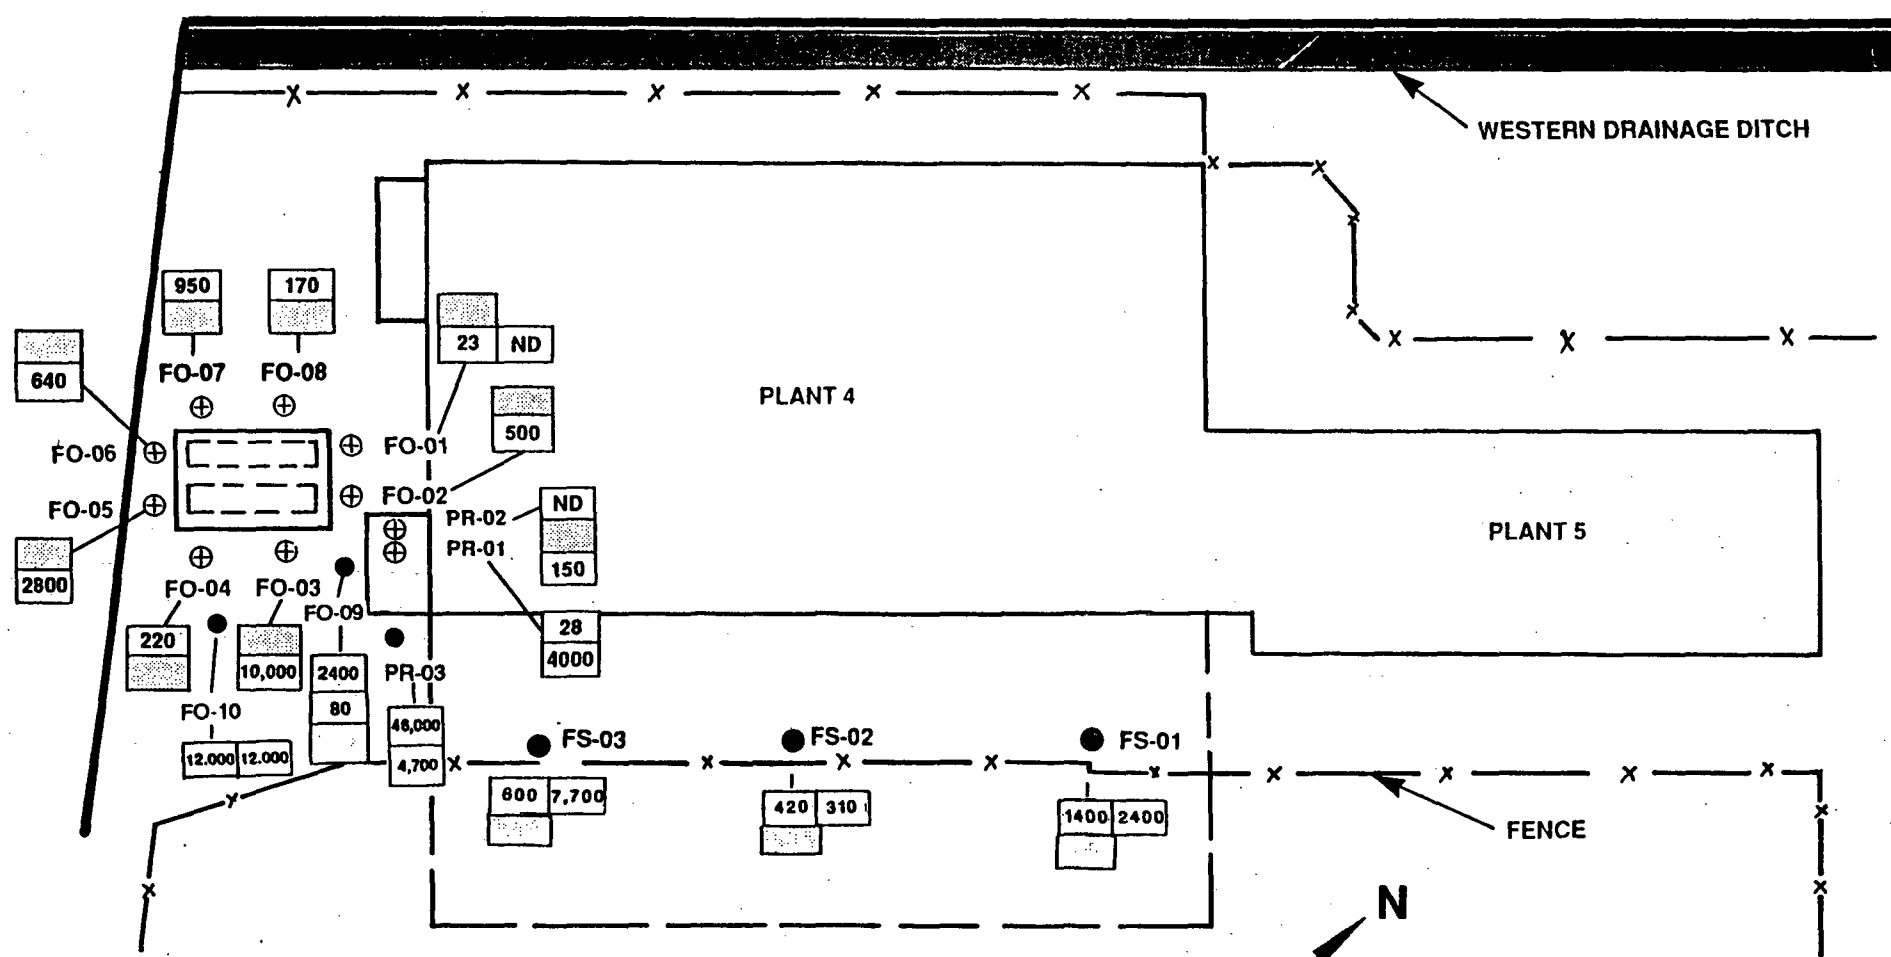 WESTERN DRAINAGE DITCH
950
170
23 ND
640
FO-07 FO-08
PLANT 4
500
FO-01
FO-06
FO-02
ND
FO-05
PR-02
PR-01
PLANT 5
150
2800
FO-04 FO-03
FO-09
28
4000
220
10,000
2400
PR-03
80
FO-10
46,000
4,700
12.000 12.000
FS-03
FS-02
FS-01
600 7,700
420 310
1400 2400
FENCE
N